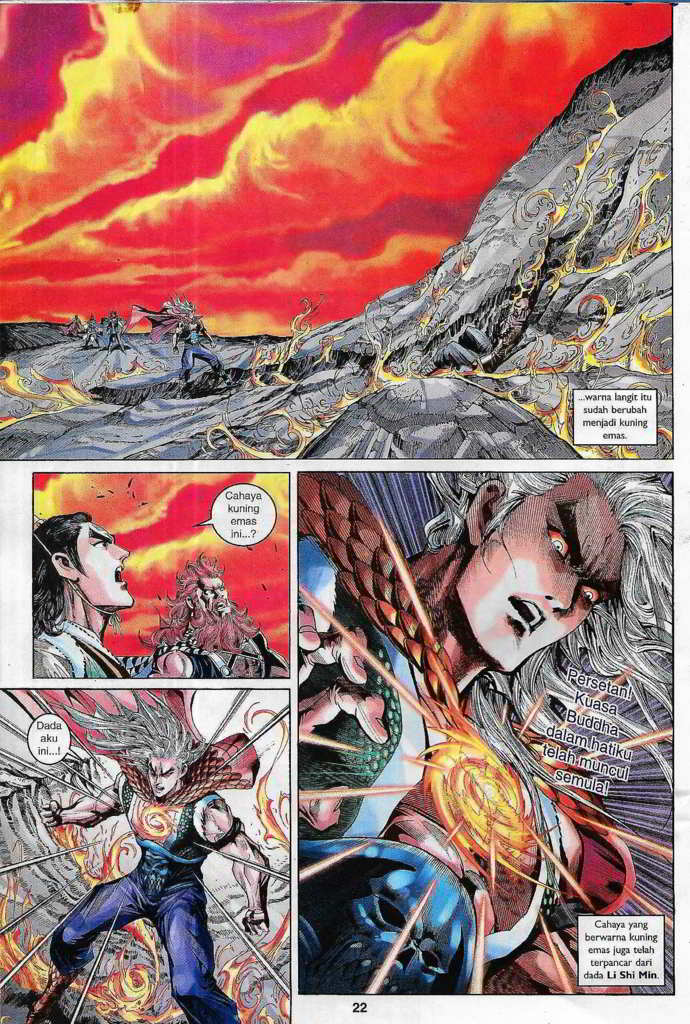 ...warna langit itu
sudah berubah
menjadi kuning
emas.
Cahaya
kuning
emas
ini...?
Dada
aku
ini...!
Persetan!
Kuasa
Buddha
dalam hatiku
telah muncul
semula!
Cahaya yang
berwarna kuning
emas juga telah
terpancar dari
dada Li Shi Min.
22